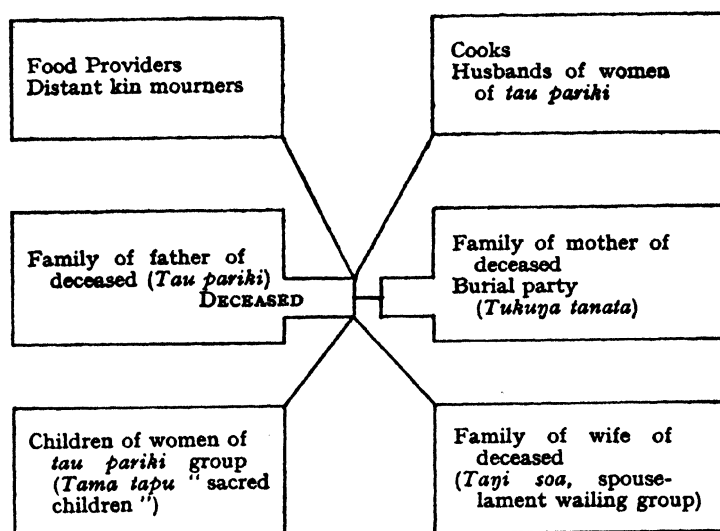 Food Providers
Distant kin mourners
Cooks
Husbands of women
of tau pariki
Family of father of
deceased (Tau pariki)
DECEASED
Family of mother of
deceased
Burial party
(Tukuŋa tanata)
Children of women of
tau pariki group
(Tama tapu " sacred
children ")
Family of wife of
deceased
(Taŋi soa, spouse-
lament wailing group)